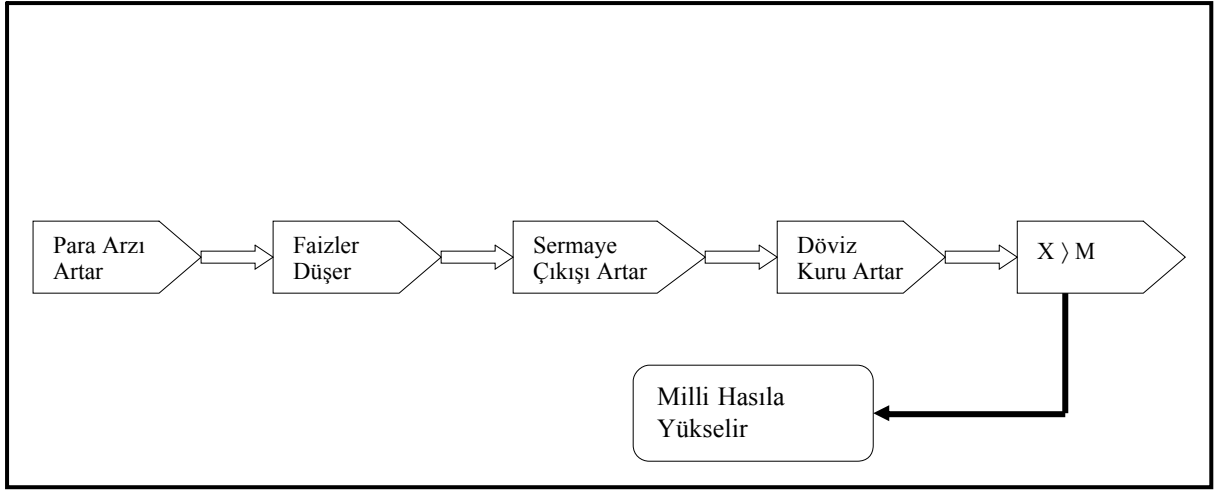 Para Arzı
Artar
Faizler
Düşer
Sermaye
Çıkışı Artar
Döviz
Kuru Artar
X 〉M
Milli Hasıla
Yükselir